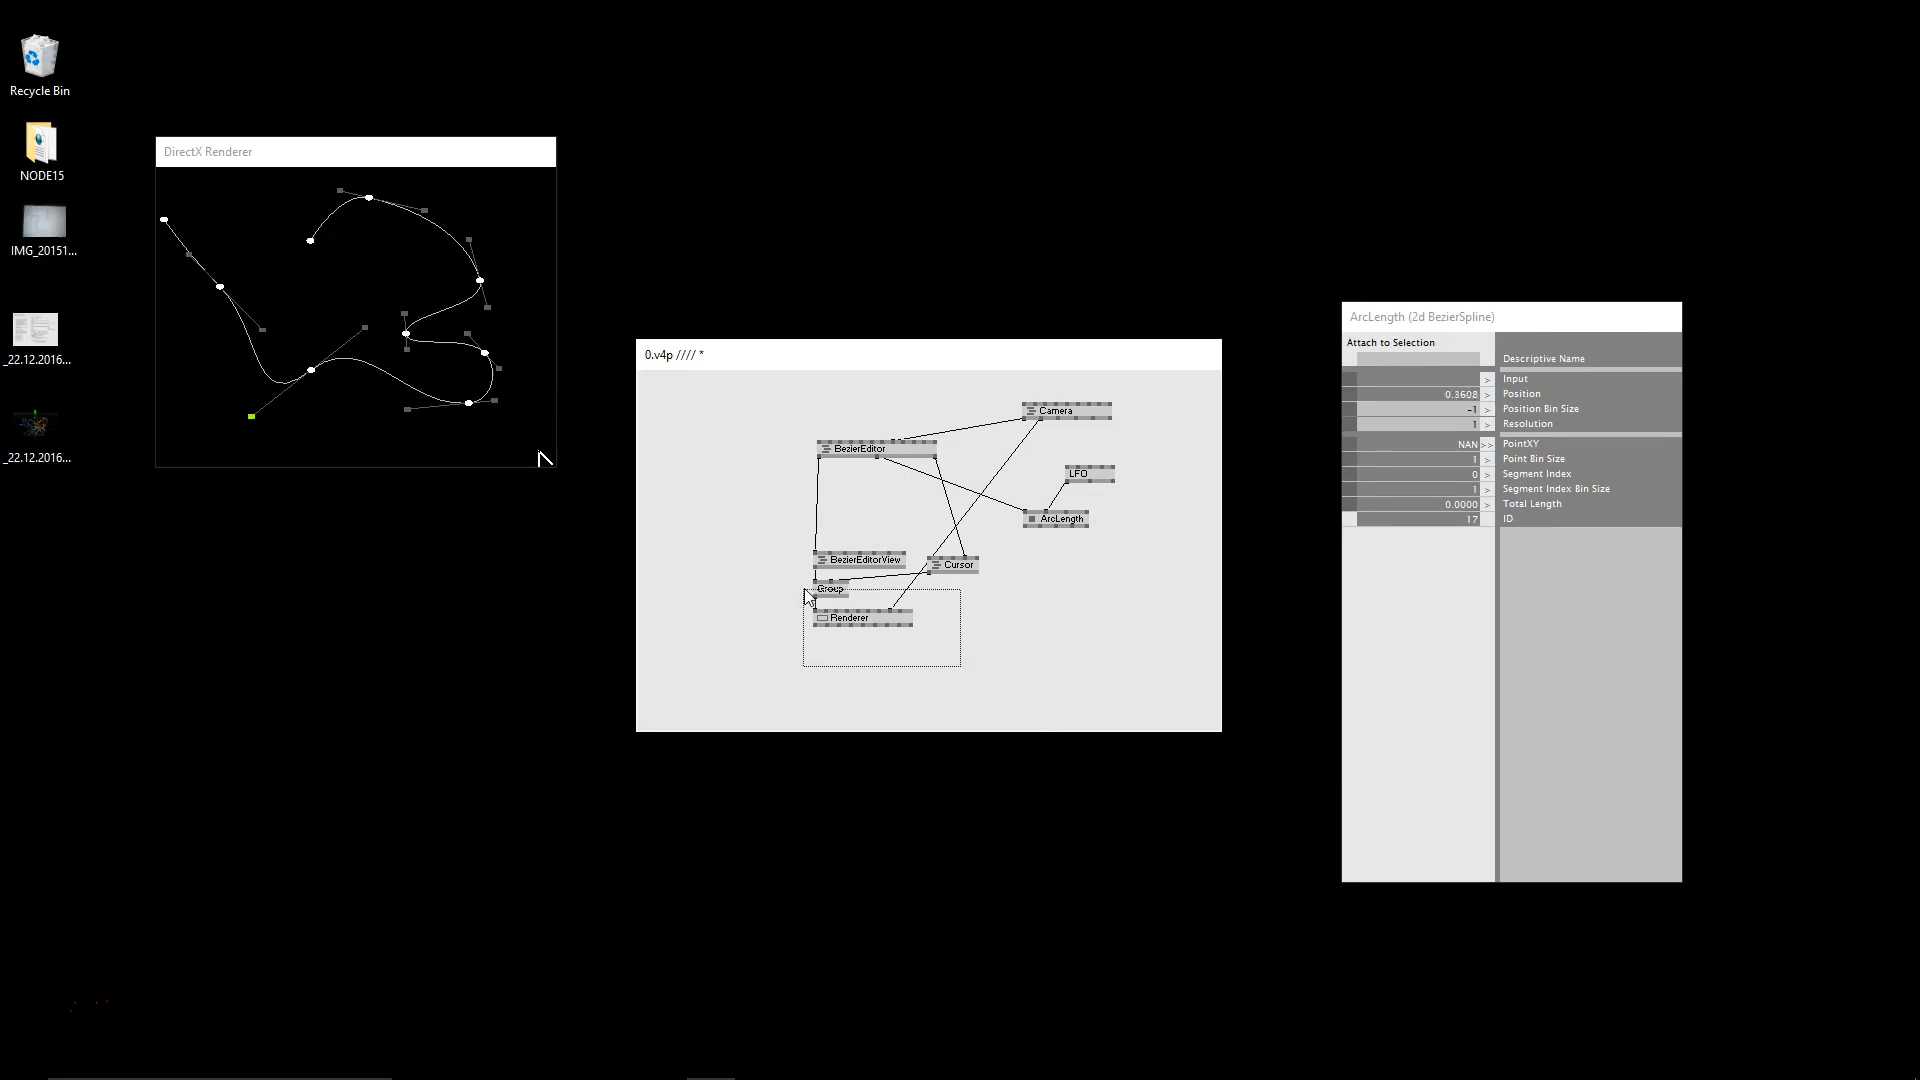 Recycle Bin
NODE15
IMG_20151...
_22.12.2016...
_22.12.2016...
DirectX Renderer
0.v4p //// *
Camera
BezierEditor
LFO
ArcLength
BezierEditorView
Cursor
Group
Renderer
ArcLength (2d BezierSpline)
Attach to Selection
Descriptive Name
> Input
0.3608 > Position
-1 > Position Bin Size
1 > Resolution
NAN >> PointXY
1 > Point Bin Size
0 > Segment Index
1 > Segment Index Bin Size
0.0000 > Total Length
17 ID